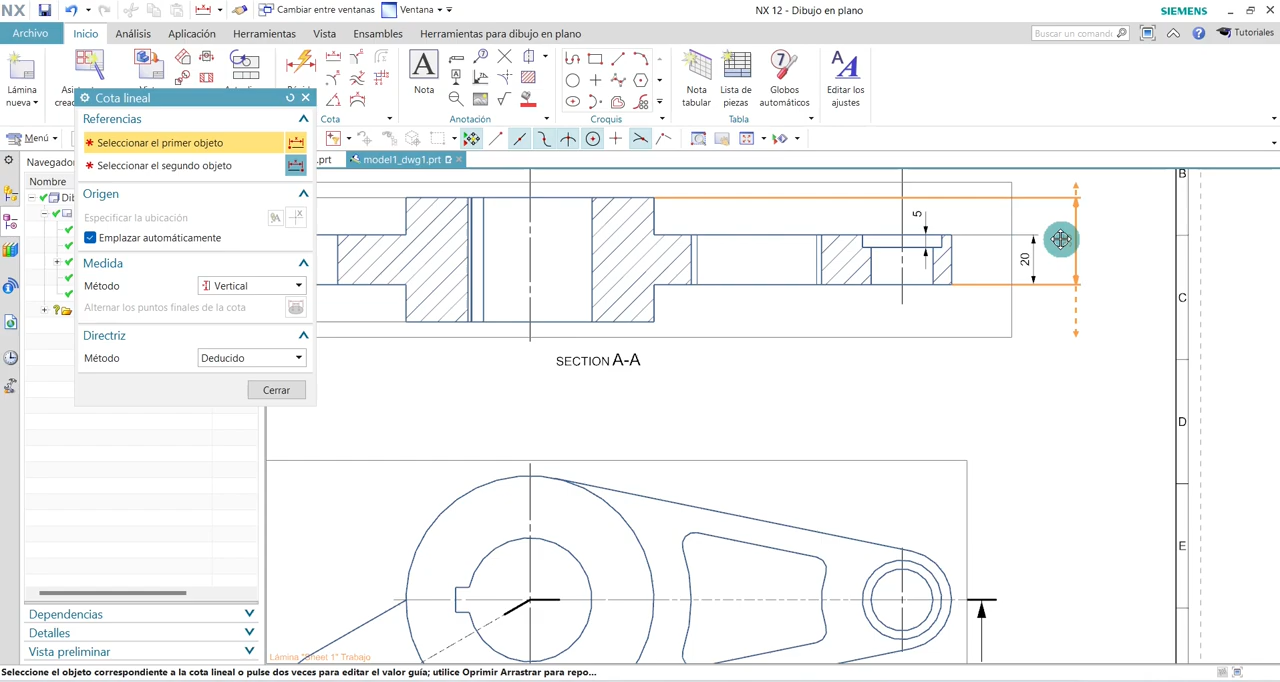 NX
Cambiar entre ventanas
Ventana
NX 12 - Dibujo en plano
SIEMENS
Archivo
Inicio
Análisis
Aplicación
Herramientas
Vista
Ensambles
Herramientas para dibujo en plano
Buscar un comando
Tutoriales
Lámina
nueva
Nota
Nota
tabular
Lista de
piezas
Globos
automáticos
Editar los
ajustes
Cota
Anotación
Croquis
Tabla
Menú
.prt
model1_dwg1.prt
Nombre
Cota lineal
Referencias
* Seleccionar el primer objeto
* Seleccionar el segundo objeto
Origen
Especificar la ubicación
Emplazar automáticamente
Medida
Método
Vertical
Alternar los puntos finales de la cota
Directriz
Método
Deducido
Cerrar
5
20
SECTION A-A
B
C
D
E
Dependencias
Detalles
Vista preliminar
Lámina "Sheet 1" Trabajo
Seleccione el objeto correspondiente a la cota lineal o pulse dos veces para editar el valor guía; utilice Oprimir Arrastrar para repo...